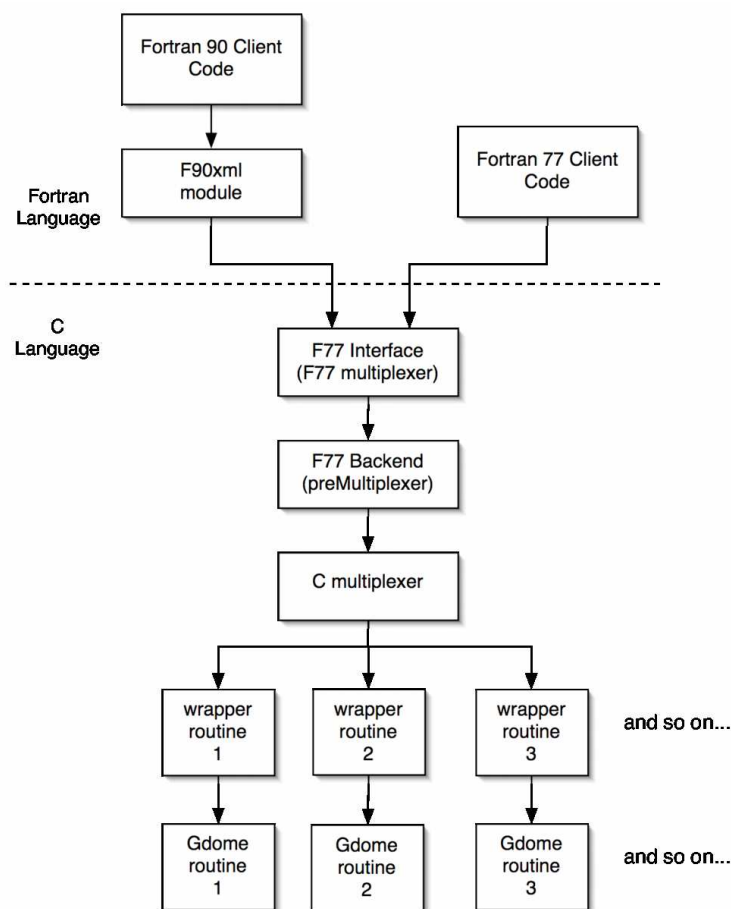 Fortran 90 Client
Code
F90xml
module
Fortran 77 Client
Code
Fortran
Language
C
Language
F77 Interface
(F77 multiplexer)
F77 Backend
(preMultiplexer)
C multiplexer
wrapper
routine
1
wrapper
routine
2
wrapper
routine
3
and so on...
Gdome
routine
1
Gdome
routine
2
Gdome
routine
3
and so on...